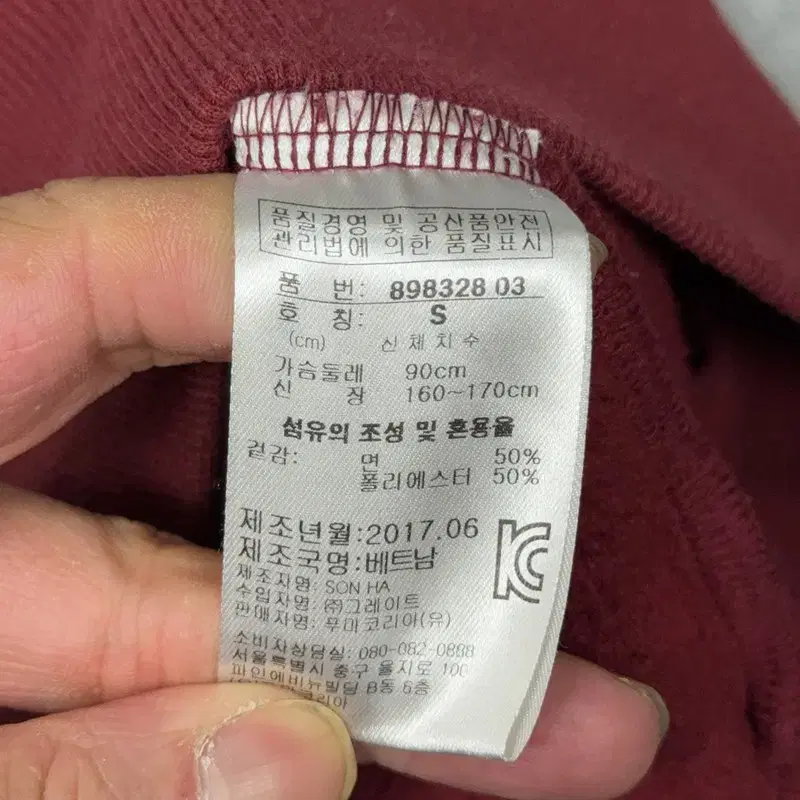 품질경영 및 공산품안전
관리법에 의한 품질표시
품 번: 898328 03
호 칭: S
(cm) 신체치수
가슴둘레 90cm
신 장 160~170cm
섬유의 조성 및 혼용율
겉감: 면 50%
폴리에스터 50%
제조년월:2017.06
제조국명:베트남
KC
제조자명: SON HA
수입자명: ㈜그레이트
판매자명: 푸마코리아(유)
소비자상담실: 080-082-0888
서울특별시 중구 을지로 100
파인에비뉴빌딩 B동 6층